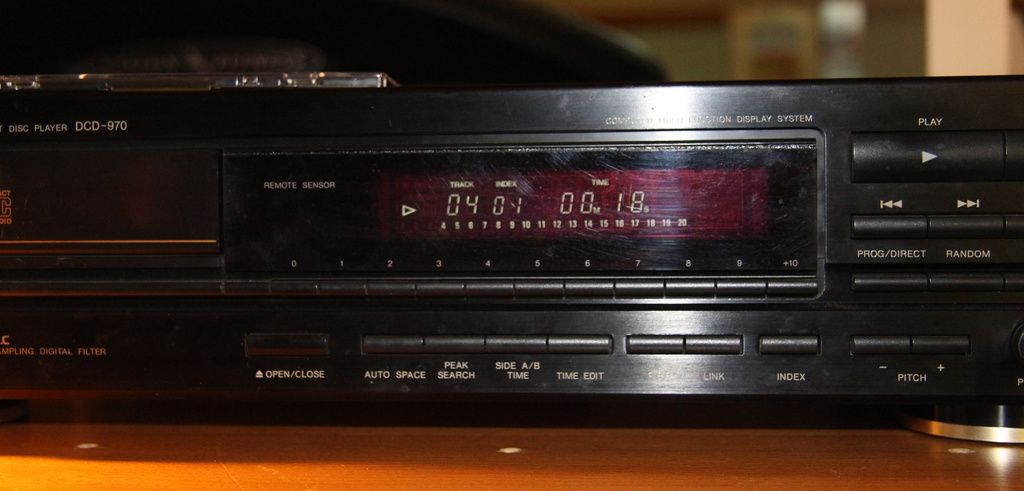 T DISC PLAYER DCD-970
COMPUTED MULTI FUNCTION DISPLAY SYSTEM
PLAY
REMOTE SENSOR
TRACK INDEX TIME
04 01 00M 18S
4 5 6 7 8 9 10 11 12 13 14 15 16 17 18 19 20
0 1 2 3 4 5 6 7 8 9 +10
PROG/DIRECT RANDOM
LC
AMPLING DIGITAL FILTER
OPEN/CLOSE
AUTO SPACE
PEAK SEARCH
SIDE A/B TIME
TIME EDIT
LINK
INDEX
− PITCH +
P